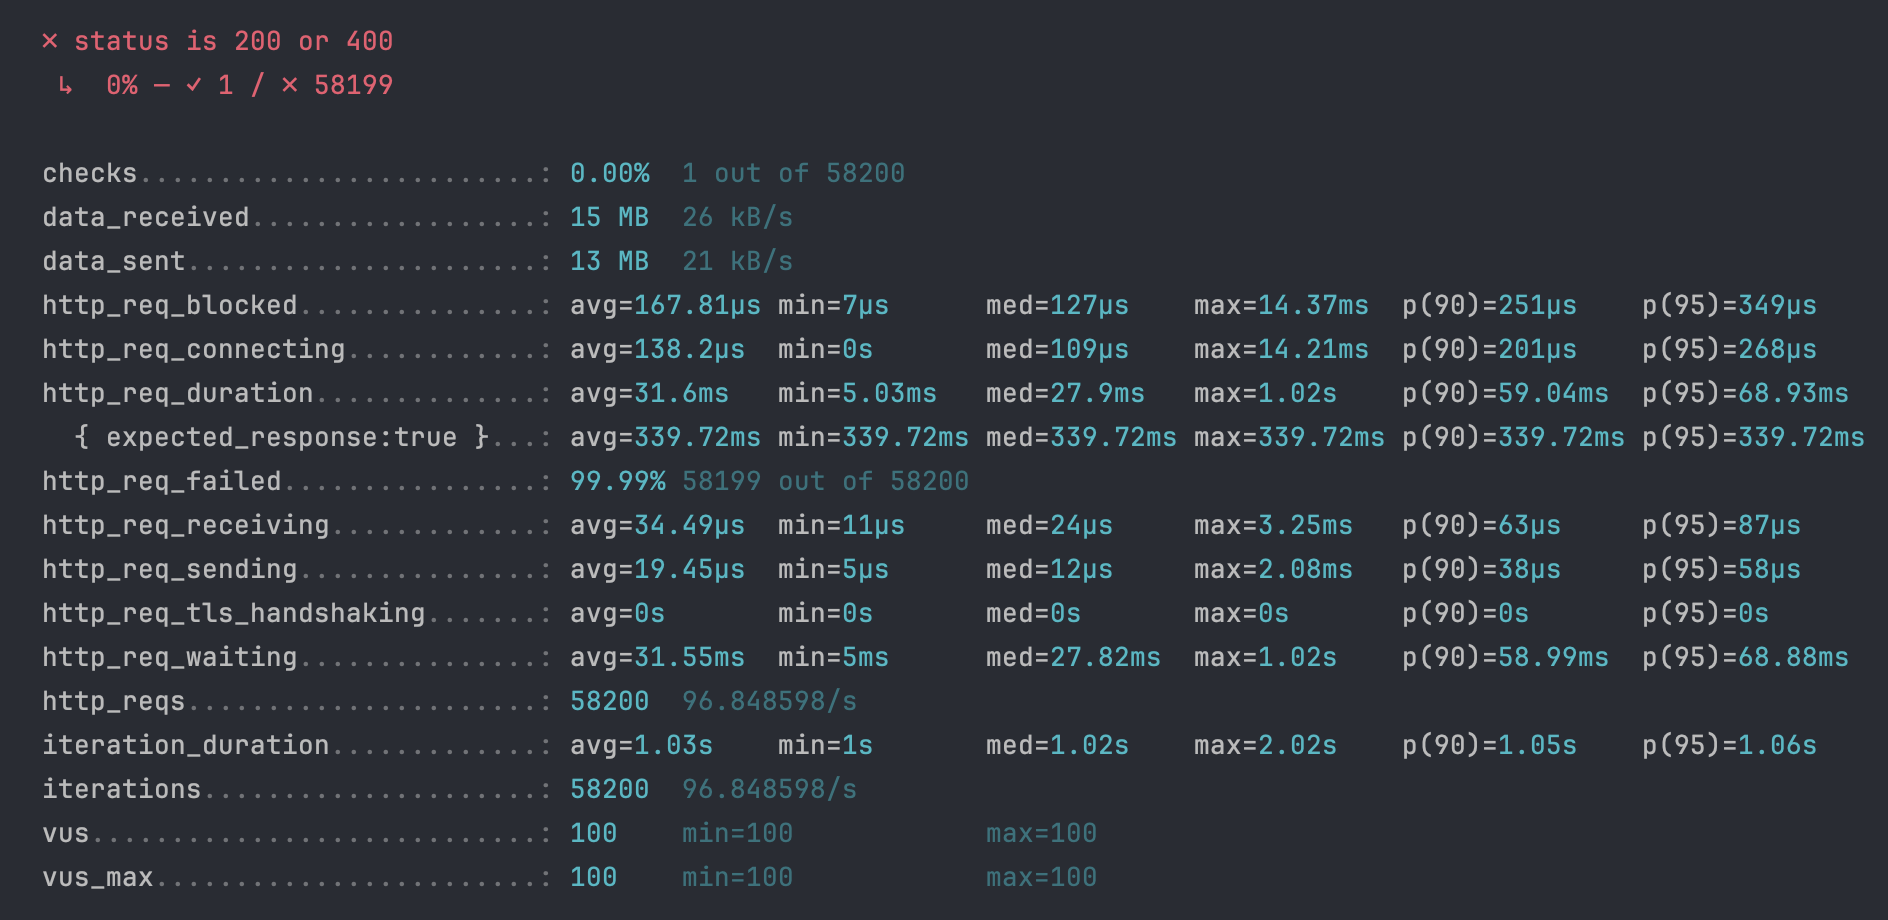 ✗ status is 200 or 400
↳  0% — ✓ 1 / ✗ 58199
checks.........................: 0.00%  1 out of 58200
data_received..................: 15 MB  26 kB/s
data_sent......................: 13 MB  21 kB/s
http_req_blocked...............: avg=167.81µs min=7µs      med=127µs    max=14.37ms  p(90)=251µs    p(95)=349µs
http_req_connecting............: avg=138.2µs  min=0s       med=109µs    max=14.21ms  p(90)=201µs    p(95)=268µs
http_req_duration..............: avg=31.6ms   min=5.03ms   med=27.9ms   max=1.02s    p(90)=59.04ms  p(95)=68.93ms
  { expected_response:true }...: avg=339.72ms min=339.72ms med=339.72ms max=339.72ms p(90)=339.72ms p(95)=339.72ms
http_req_failed................: 99.99% 58199 out of 58200
http_req_receiving.............: avg=34.49µs  min=11µs     med=24µs     max=3.25ms   p(90)=63µs     p(95)=87µs
http_req_sending...............: avg=19.45µs  min=5µs      med=12µs     max=2.08ms   p(90)=38µs     p(95)=58µs
http_req_tls_handshaking.......: avg=0s       min=0s       med=0s       max=0s       p(90)=0s       p(95)=0s
http_req_waiting...............: avg=31.55ms  min=5ms      med=27.82ms  max=1.02s    p(90)=58.99ms  p(95)=68.88ms
http_reqs......................: 58200  96.848598/s
iteration_duration.............: avg=1.03s    min=1s       med=1.02s    max=2.02s    p(90)=1.05s    p(95)=1.06s
iterations.....................: 58200  96.848598/s
vus............................: 100    min=100            max=100
vus_max........................: 100    min=100            max=100